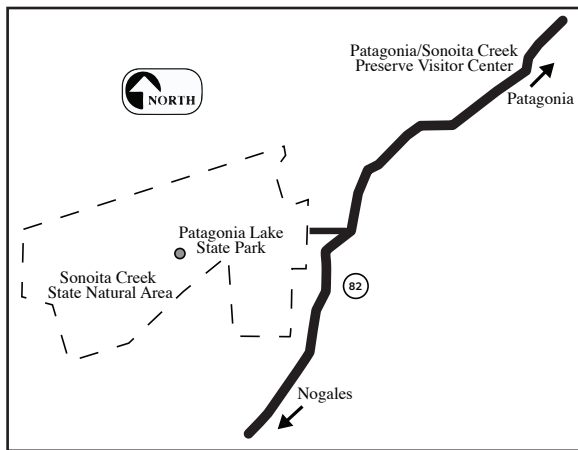 Patagonia/Sonoita Creek
Preserve Visitor Center
NORTH
Patagonia
Patagonia Lake
State Park
Sonoita Creek
State Natural Area
82
Nogales